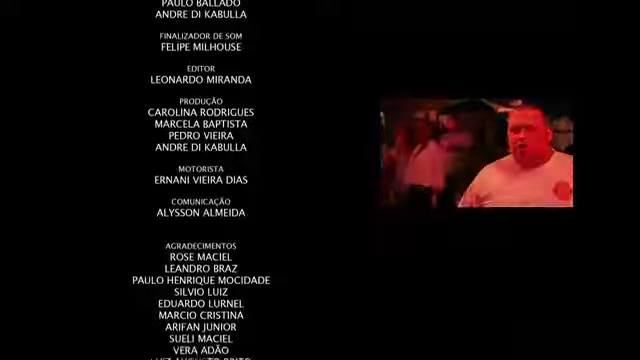 PAULO BALLADO
ANDRE DI KABULLA
FINALIZADOR DE SOM
FELIPE MILHOUSE
EDITOR
LEONARDO MIRANDA
PRODUÇÃO
CAROLINA RODRIGUES
MARCELA BAPTISTA
PEDRO VIEIRA
ANDRE DI KABULLA
MOTORISTA
ERNANI VIEIRA DIAS
COMUNICAÇÃO
ALYSSON ALMEIDA
AGRADECIMENTOS
ROSE MACIEL
LEANDRO BRAZ
PAULO HENRIQUE MOCIDADE
SILVIO LUIZ
EDUARDO LURNEL
MARCIO CRISTINA
ARIFAN JUNIOR
SUELI MACIEL
VERA ADÃO